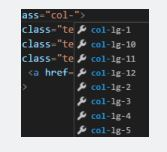 ass="col-">
class="te
col-lg-1
class="te
col-lg-10
class="te
col-lg-11
<a href-
col-lg-12
>
col-lg-2
col-lg-3
col-lg-4
col-lg-5